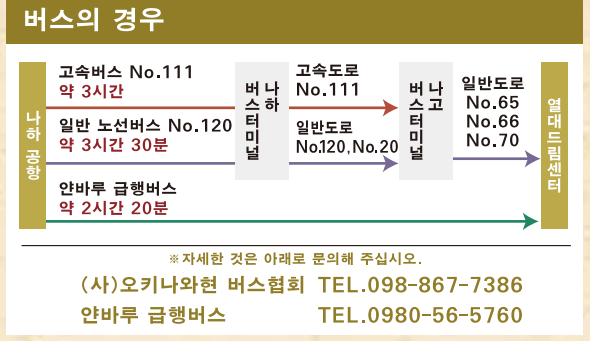 버스의 경우
나하 공항
고속버스 No.111
약 3시간
일반 노선버스 No.120
약 3시간 30분
얀바루 급행버스
약 2시간 20분
나하
버스터미널
고속도로
No.111
일반도로
No.120, No.20
나고
버스터미널
일반도로
No.65
No.66
No.70
열대드림센터
※자세한 것은 아래로 문의해 주십시오.
(사)오키나와현 버스협회 TEL.098-867-7386
얀바루 급행버스 TEL.0980-56-5760